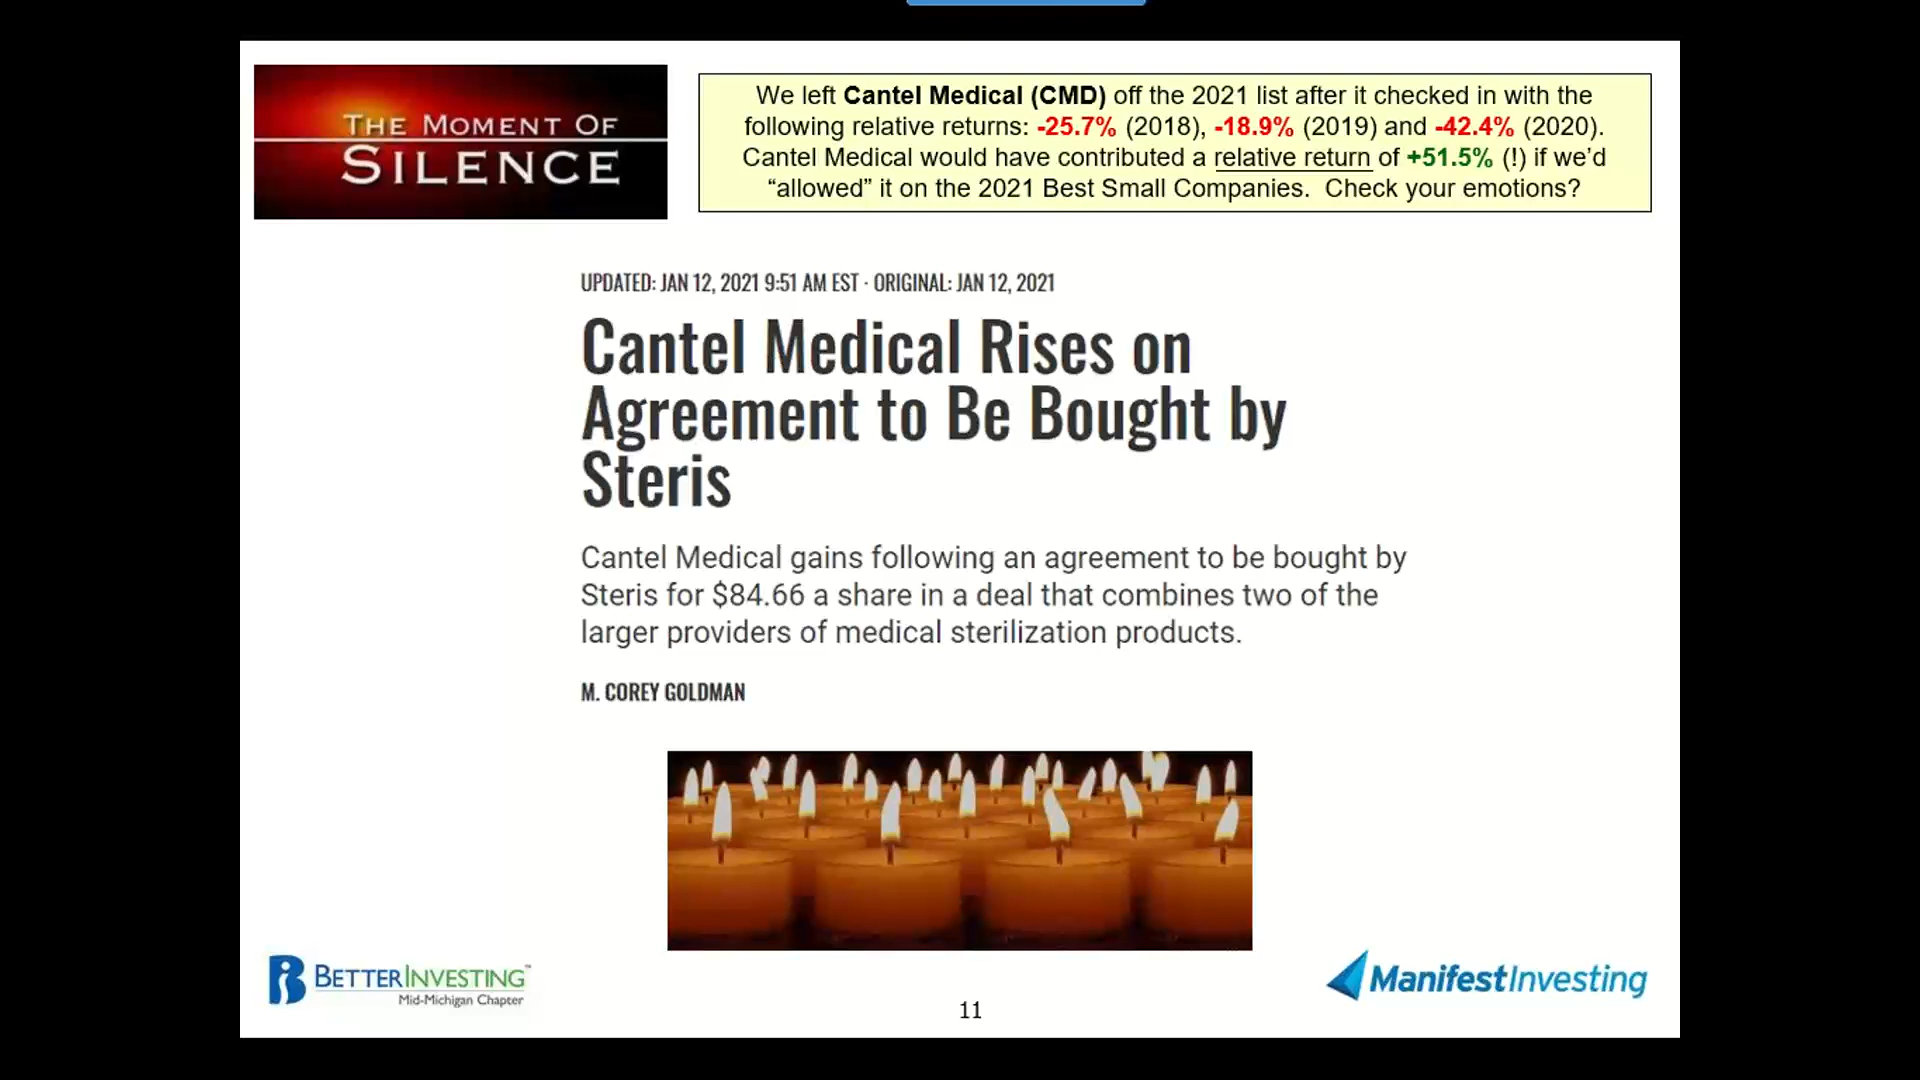 THE MOMENT OF
SILENCE
We left Cantel Medical (CMD) off the 2021 list after it checked in with the
following relative returns: -25.7% (2018), -18.9% (2019) and -42.4% (2020).
Cantel Medical would have contributed a relative return of +51.5% (!) if we’d
“allowed” it on the 2021 Best Small Companies.  Check your emotions?
UPDATED: JAN 12, 2021 9:51 AM EST · ORIGINAL: JAN 12, 2021
Cantel Medical Rises on
Agreement to Be Bought by
Steris
Cantel Medical gains following an agreement to be bought by
Steris for $84.66 a share in a deal that combines two of the
larger providers of medical sterilization products.
M. COREY GOLDMAN
BETTERINVESTING™
Mid-Michigan Chapter
ManifestInvesting
11